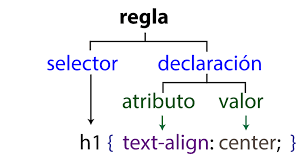 regla
selector declaración
atributo valor
h1 { text-align: center; }